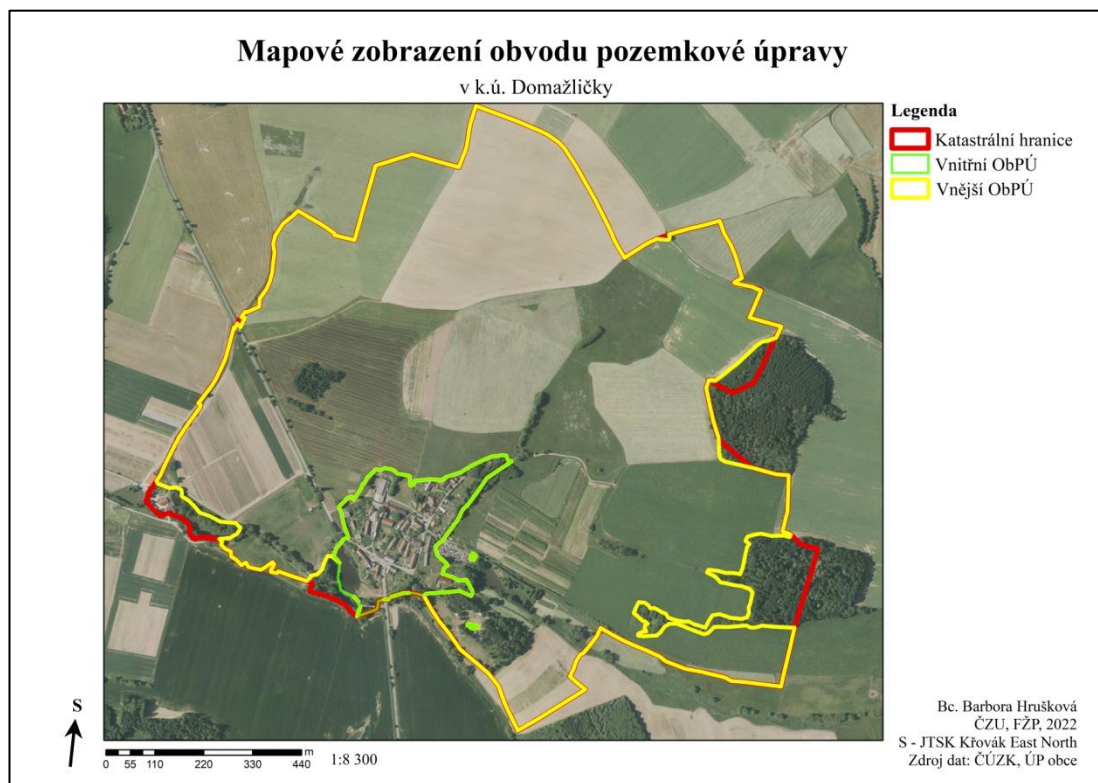 Mapové zobrazení obvodu pozemkové úpravy
v k.ú. Domažličky
Legenda
Katastrální hranice
Vnitřní ObPÚ
Vnější ObPÚ
S
m
0 55 110 220 330 440
1:8 300
Bc. Barbora Hrušková
ČZU, FŽP, 2022
S - JTSK Křovák East North
Zdroj dat: ČÚZK, ÚP obce